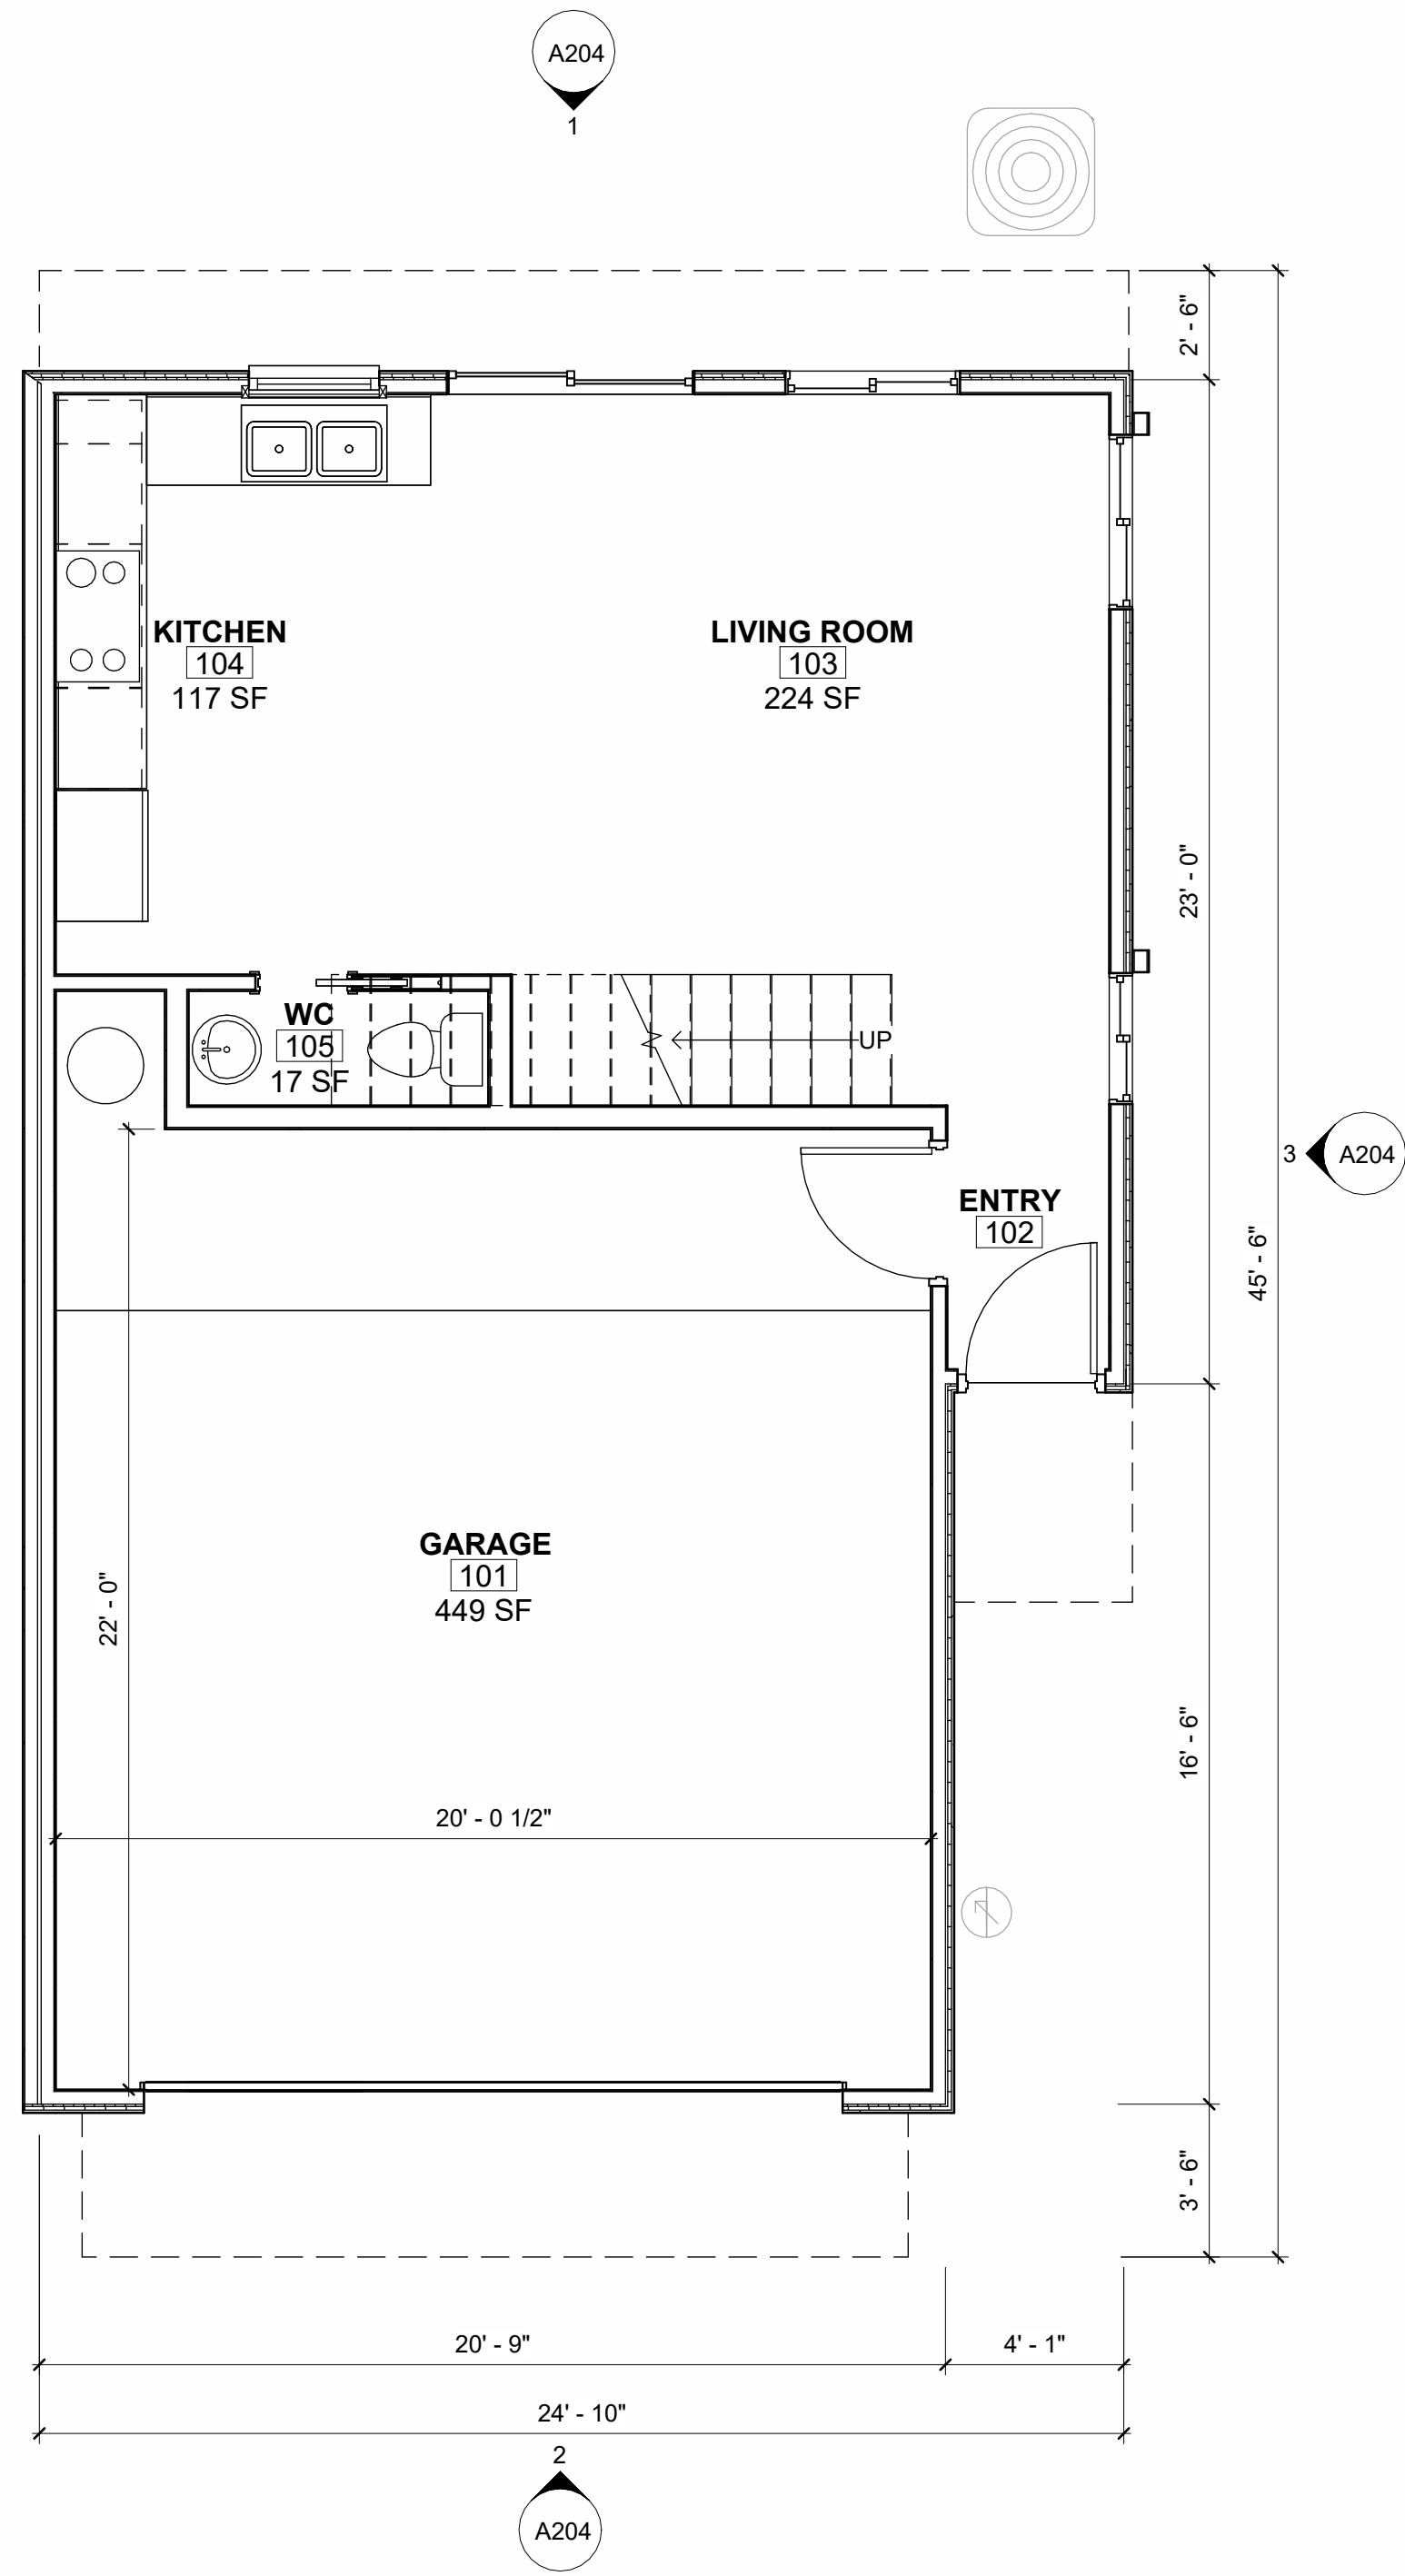 A204
1
2' - 6"
KITCHEN
104
117 SF
LIVING ROOM
103
224 SF
23' - 0"
WC
105
17 SF
UP
3
A204
ENTRY
102
45' - 6"
GARAGE
101
449 SF
22' - 0"
16' - 6"
20' - 0 1/2"
3' - 6"
20' - 9"
4' - 1"
24' - 10"
2
A204